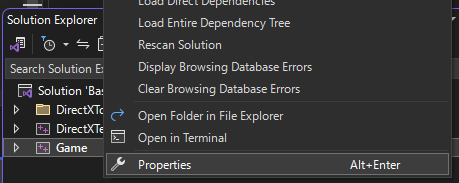 Solution Explorer
Load Direct Dependencies
Load Entire Dependency Tree
Rescan Solution
Search Solution Ex
Display Browsing Database Errors
Solution 'Bas
Clear Browsing Database Errors
DirectXTo
Open Folder in File Explorer
DirectXTe
Open in Terminal
Game
Properties Alt+Enter